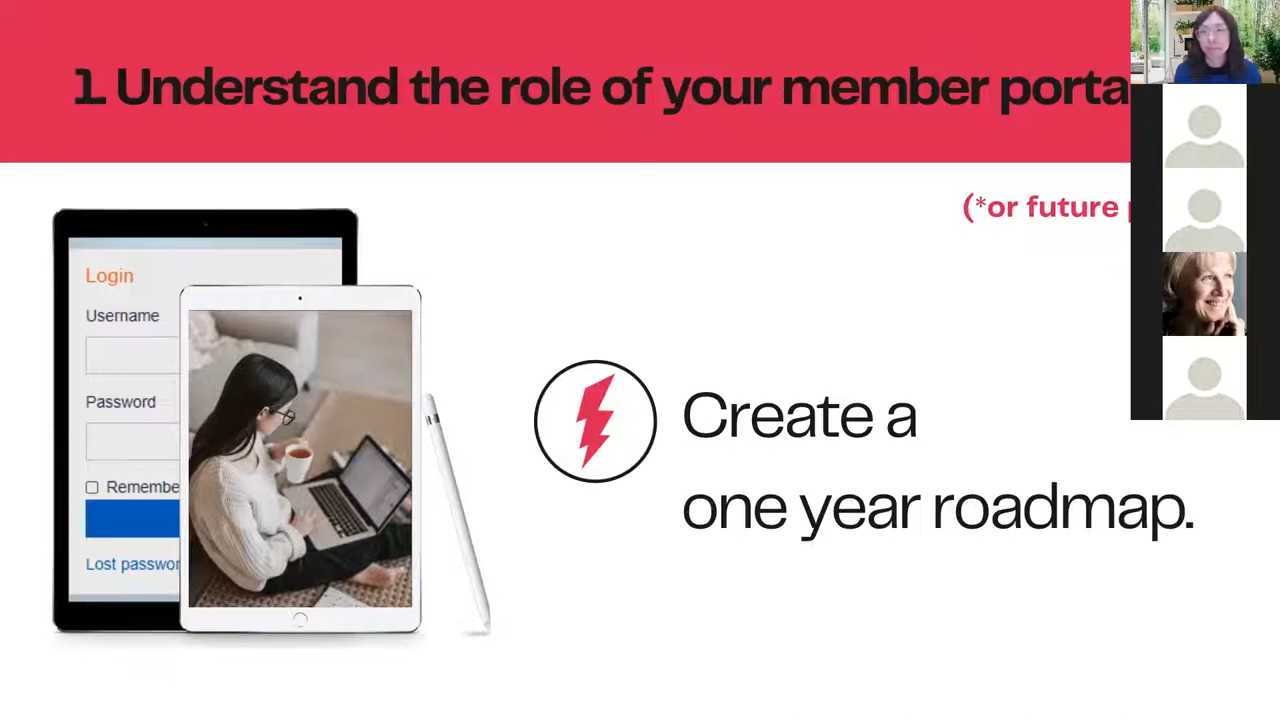 1 Understand the role of your member porta
(*or future
Login
Username
Password
Remembe
Lost passwor
Create a
one year roadmap.